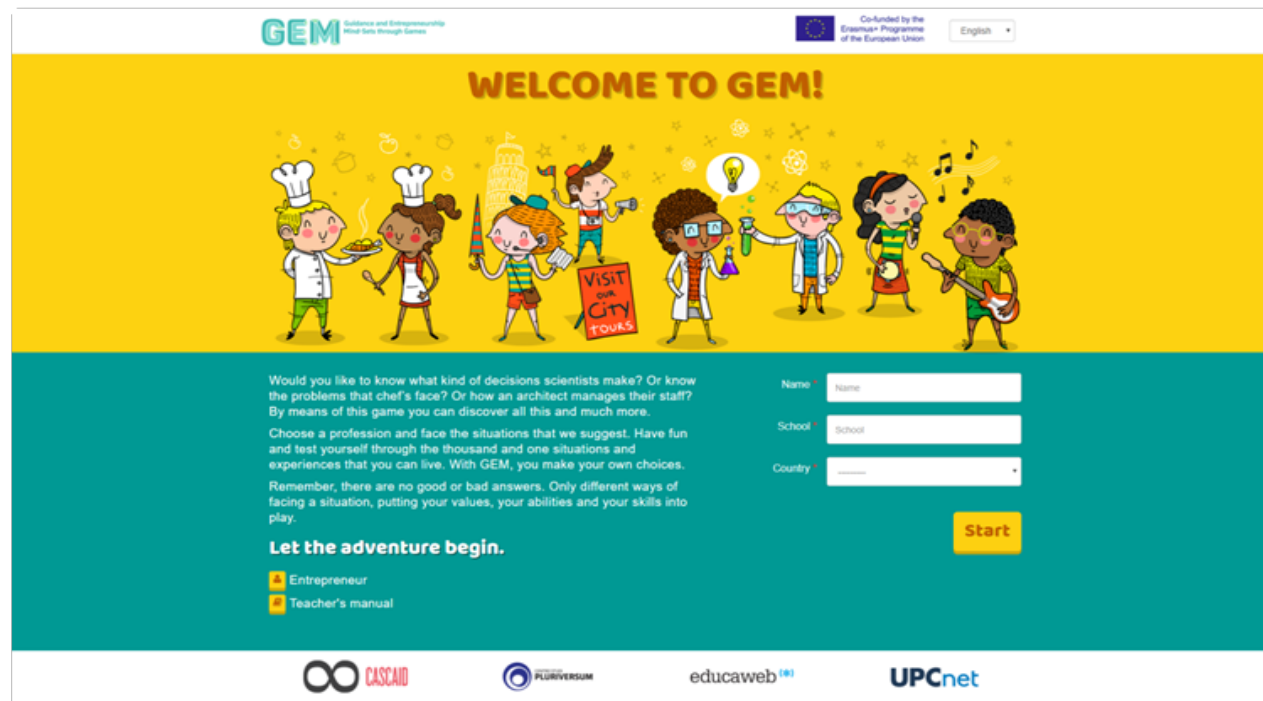 GEM
Guidance and Entrepreneurship
Mind-Sets through Games
Co-funded by the
Erasmus+ Programme
of the European Union
English
WELCOME TO GEM!
VISIT
OUR
CITY
TOURS
Would you like to know what kind of decisions scientists make? Or know
the problems that chef's face? Or how an architect manages their staff?
By means of this game you can discover all this and much more.
Choose a profession and face the situations that we suggest. Have fun
and test yourself through the thousand and one situations and
experiences that you can live. With GEM, you make your own choices.
Remember, there are no good or bad answers. Only different ways of
facing a situation, putting your values, your abilities and your skills into
play.
Let the adventure begin.
Entrepreneur
Teacher's manual
Name *
Name
School *
School
Country *
Start
CASCAID
PLURIVERSUM
educaweb
UPCnet